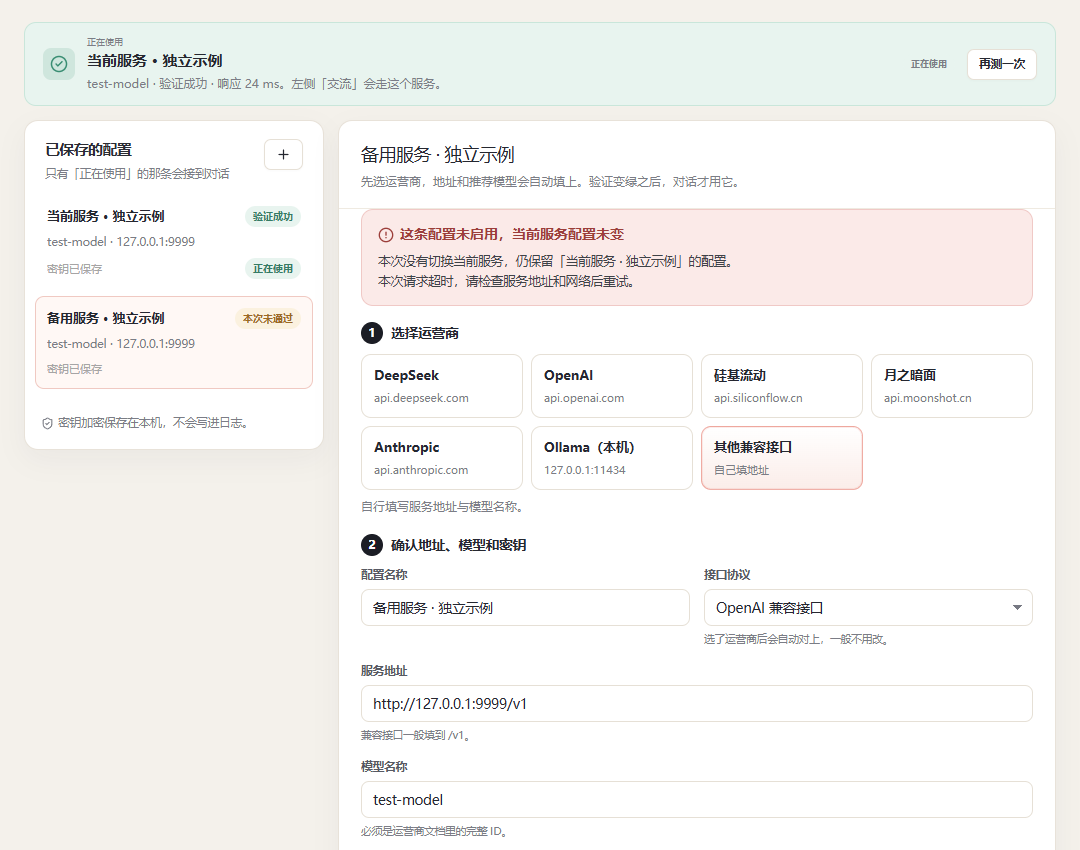 正在使用
当前服务 • 独立示例
test-model · 验证成功 · 响应 24 ms。左侧「交流」会走这个服务。
正在使用
再测一次
已保存的配置
只有「正在使用」的那条会接到对话
+
当前服务 • 独立示例
验证成功
test-model · 127.0.0.1:9999
密钥已保存
正在使用
备用服务 • 独立示例
本次未通过
test-model · 127.0.0.1:9999
密钥已保存
密钥加密保存在本机，不会写进日志。
备用服务 · 独立示例
先选运营商，地址和推荐模型会自动填上。验证变绿之后，对话才用它。
这条配置未启用，当前服务配置未变
本次没有切换当前服务，仍保留「当前服务 · 独立示例」的配置。
本次请求超时，请检查服务地址和网络后重试。
1 选择运营商
DeepSeek
api.deepseek.com
OpenAI
api.openai.com
硅基流动
api.siliconflow.cn
月之暗面
api.moonshot.cn
Anthropic
api.anthropic.com
Ollama（本机）
127.0.0.1:11434
其他兼容接口
自己填地址
自行填写服务地址与模型名称。
2 确认地址、模型和密钥
配置名称
备用服务 · 独立示例
接口协议
OpenAI 兼容接口
选了运营商后会自动对上，一般不用改。
服务地址
http://127.0.0.1:9999/v1
兼容接口一般填到 /v1。
模型名称
test-model
必须是运营商文档里的完整 ID。